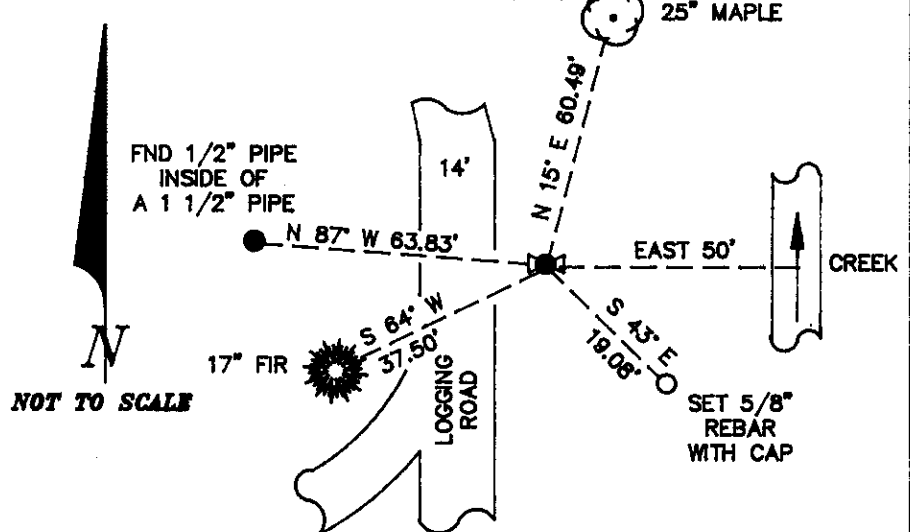 25" MAPLE
N 15° E 60.49'
FND 1/2" PIPE
INSIDE OF
A 1 1/2" PIPE
14'
N 87° W 63.83'
EAST 50'
CREEK
S 64° W
37.50'
S 43° E
19.08'
17" FIR
LOGGING
ROAD
SET 5/8"
REBAR
WITH CAP
N
NOT TO SCALE